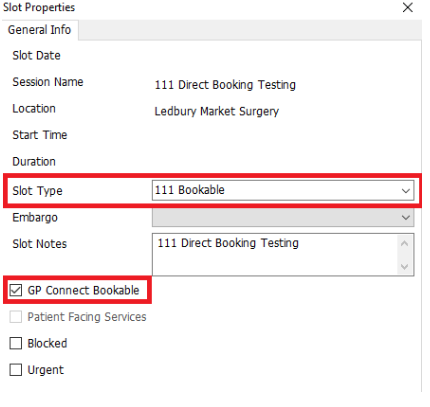 Slot Properties
General Info
Slot Date
Session Name 111 Direct Booking Testing
Location Ledbury Market Surgery
Start Time
Duration
Slot Type 111 Bookable
Embargo
Slot Notes 111 Direct Booking Testing
GP Connect Bookable
Patient Facing Services
Blocked
Urgent